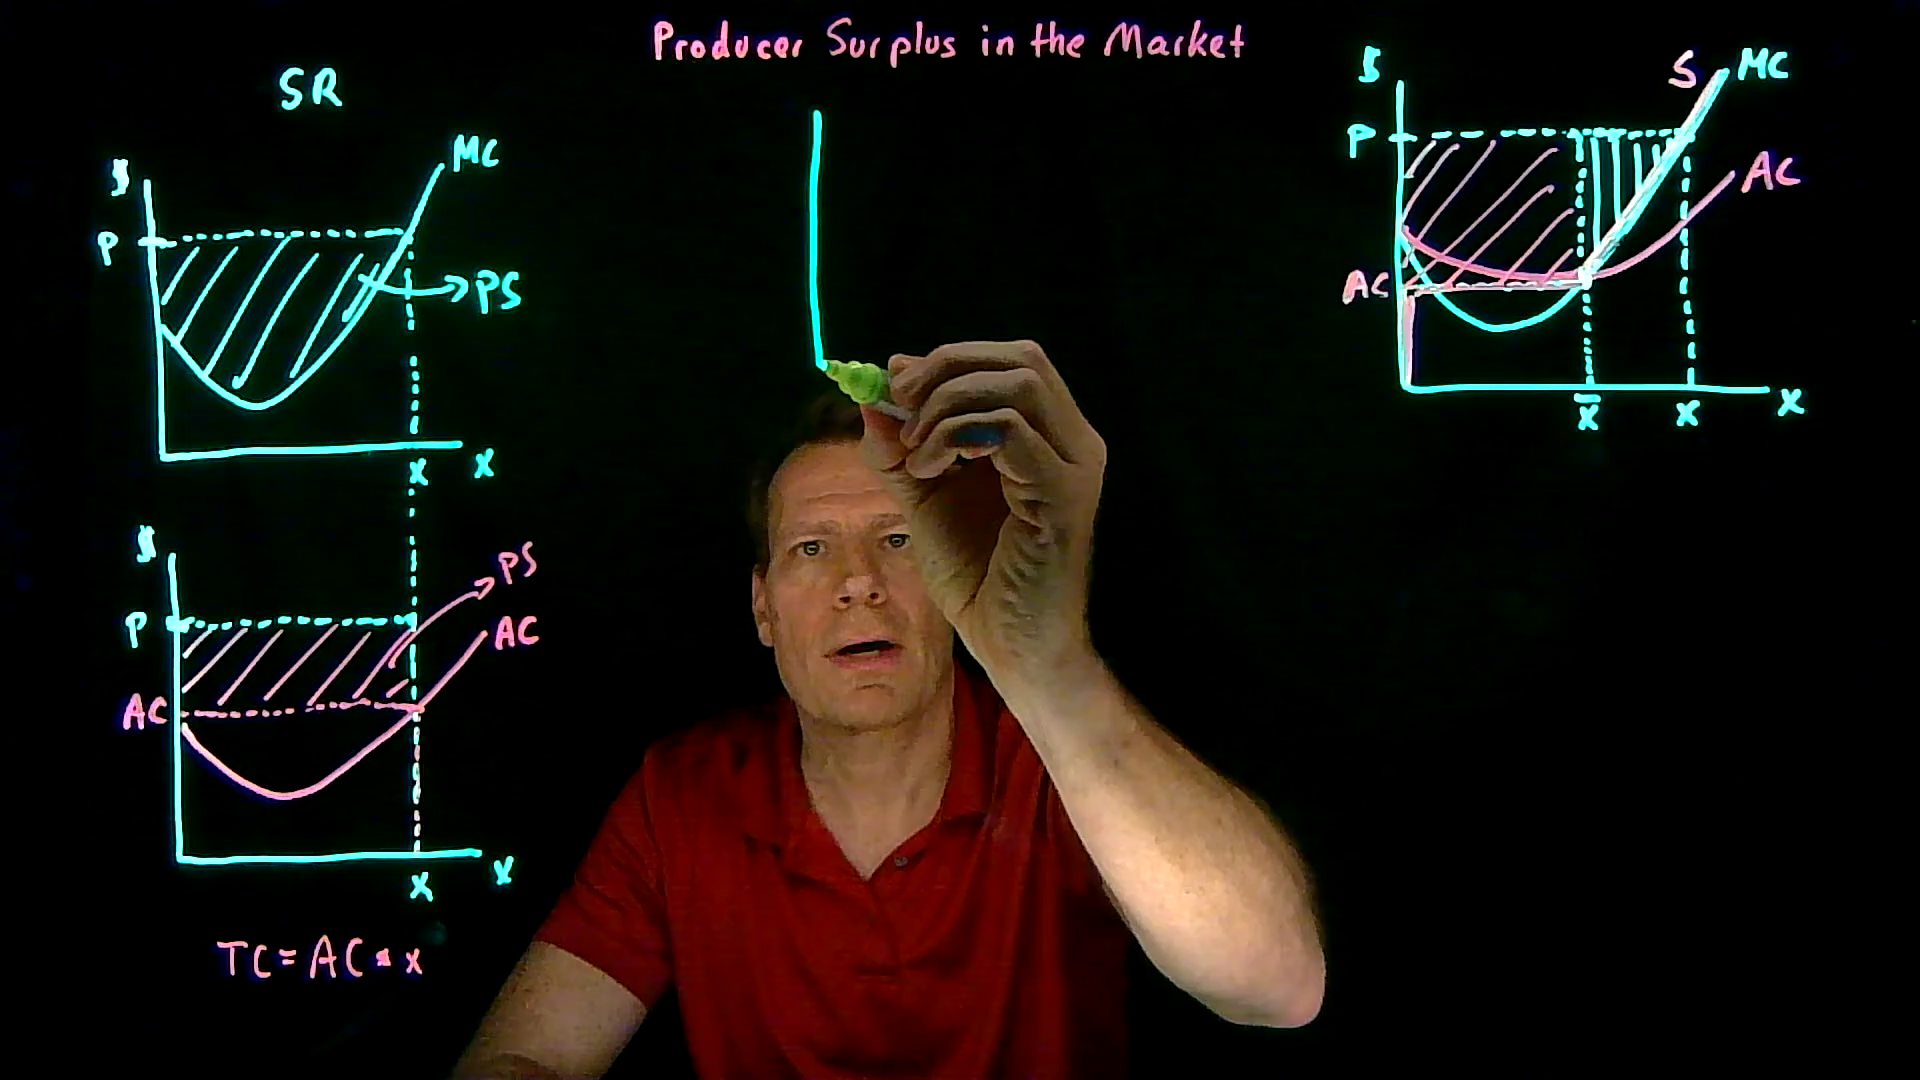 Producer Surplus in the Market
SR
$
MC
P
PS
x
x
$
PS
P
AC
AC
x
x
TC = AC * x
$
S
MC
P
AC
AC
x̅
x
x